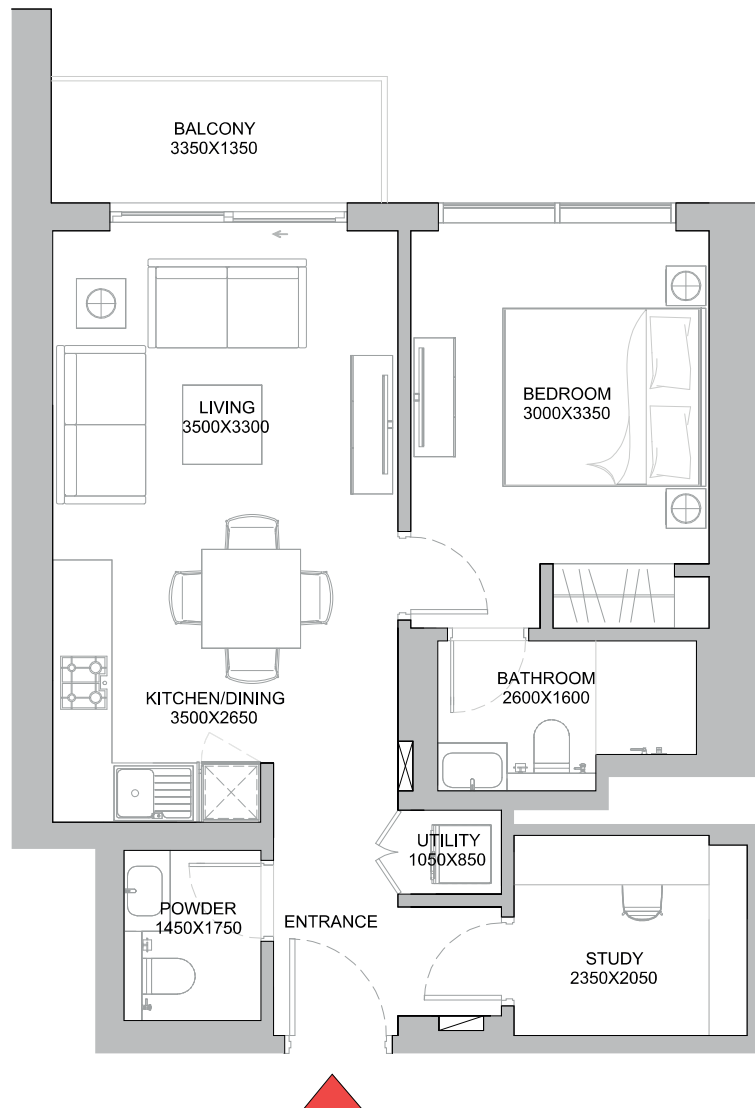 BALCONY
3350X1350
LIVING
3500X3300
BEDROOM
3000X3350
KITCHEN/DINING
3500X2650
BATHROOM
2600X1600
UTILITY
1050X850
POWDER
1450X1750
ENTRANCE
STUDY
2350X2050